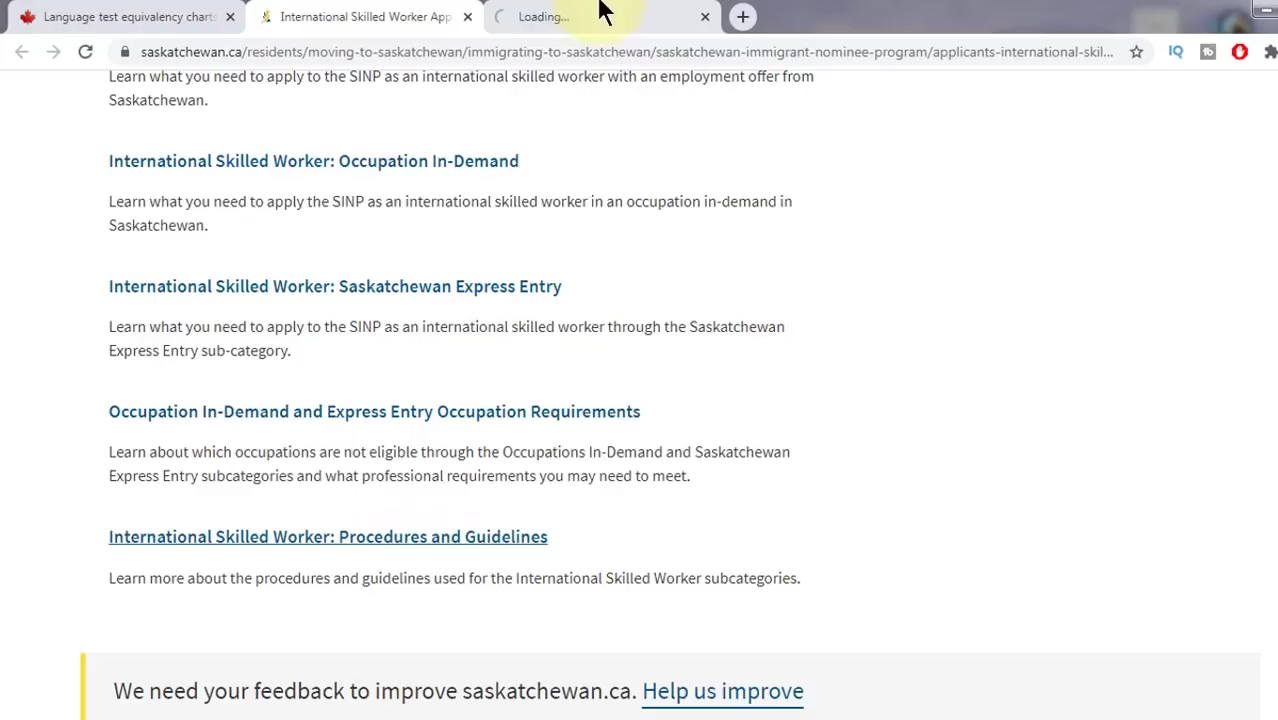 Language test equivalency charts
International Skilled Worker App
Loading...
saskatchewan.ca/residents/moving-to-saskatchewan/immigrating-to-saskatchewan/saskatchewan-immigrant-nominee-program/applicants-international-skil...
IQ
tb
Learn what you need to apply to the SINP as an international skilled worker with an employment offer from
Saskatchewan.
International Skilled Worker: Occupation In-Demand
Learn what you need to apply the SINP as an international skilled worker in an occupation in-demand in
Saskatchewan.
International Skilled Worker: Saskatchewan Express Entry
Learn what you need to apply to the SINP as an international skilled worker through the Saskatchewan
Express Entry sub-category.
Occupation In-Demand and Express Entry Occupation Requirements
Learn about which occupations are not eligible through the Occupations In-Demand and Saskatchewan
Express Entry subcategories and what professional requirements you may need to meet.
International Skilled Worker: Procedures and Guidelines
Learn more about the procedures and guidelines used for the International Skilled Worker subcategories.
We need your feedback to improve saskatchewan.ca. Help us improve